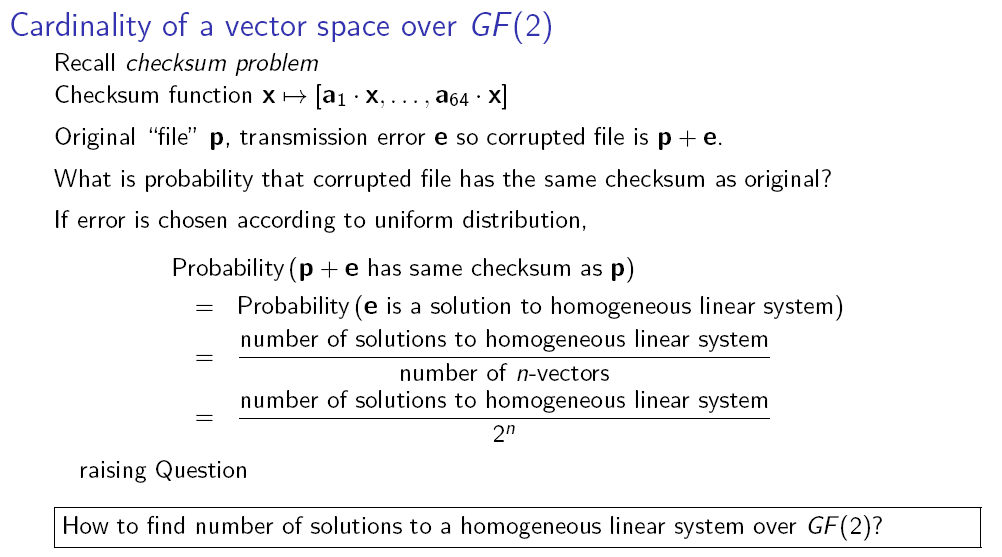 Cardinality of a vector space over GF(2)
Recall checksum problem
Checksum function x ↦ [a₁ · x, . . . , a₆₄ · x]
Original “file” p, transmission error e so corrupted file is p + e.
What is probability that corrupted file has the same checksum as original?
If error is chosen according to uniform distribution,
Probability (p + e has same checksum as p)
= Probability (e is a solution to homogeneous linear system)
number of solutions to homogeneous linear system
=
number of n-vectors
number of solutions to homogeneous linear system
=
2ⁿ
raising Question
How to find number of solutions to a homogeneous linear system over GF(2)?